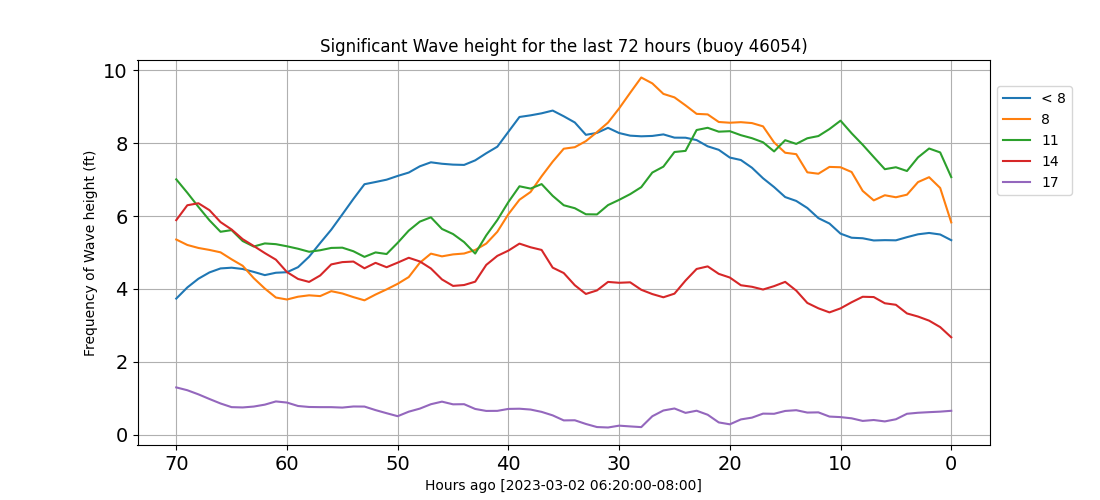 Significant Wave height for the last 72 hours (buoy 46054)
Frequency of Wave height (ft)
10
8
6
4
2
0
70 60 50 40 30 20 10 0
Hours ago [2023-03-02 06:20:00-08:00]
< 8
8
11
14
17